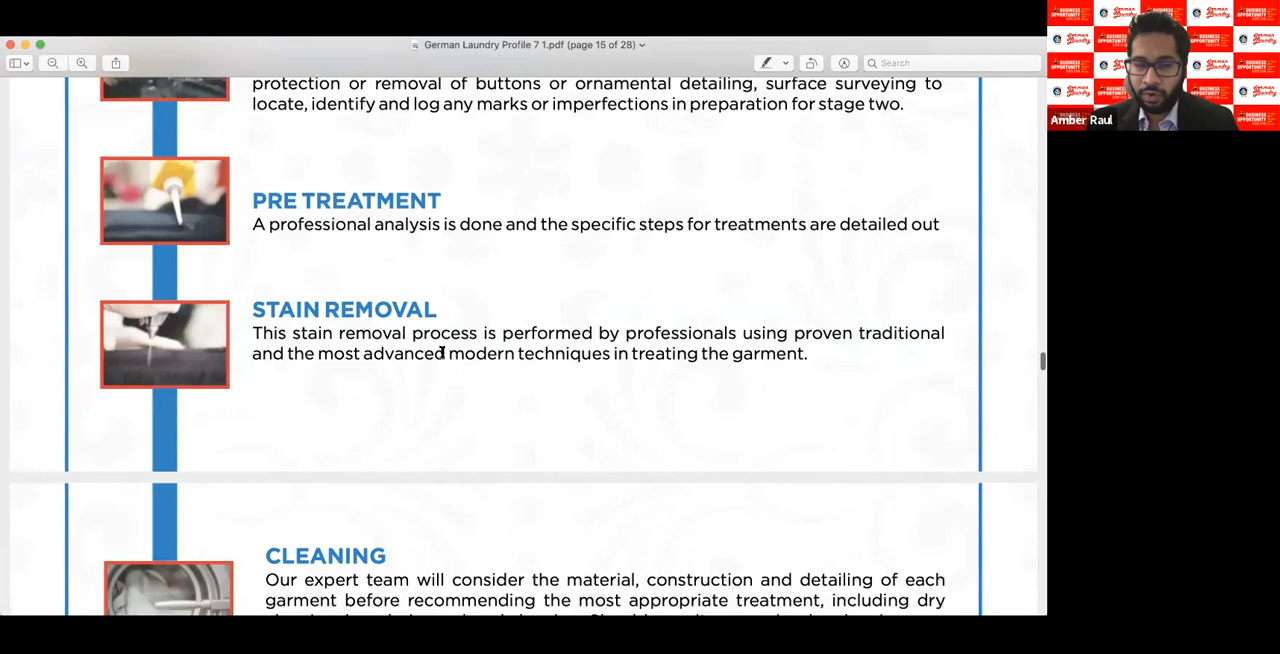 German Laundry Profile 7 1.pdf (page 15 of 28)
Search
protection or removal of buttons or ornamental detailing, surface surveying to
locate, identify and log any marks or imperfections in preparation for stage two.
PRE TREATMENT
A professional analysis is done and the specific steps for treatments are detailed out
STAIN REMOVAL
This stain removal process is performed by professionals using proven traditional
and the most advanced modern techniques in treating the garment.
CLEANING
Our expert team will consider the material, construction and detailing of each
garment before recommending the most appropriate treatment, including dry
BUSINESS
OPPORTUNITY
German
Laundry
Amber Raul